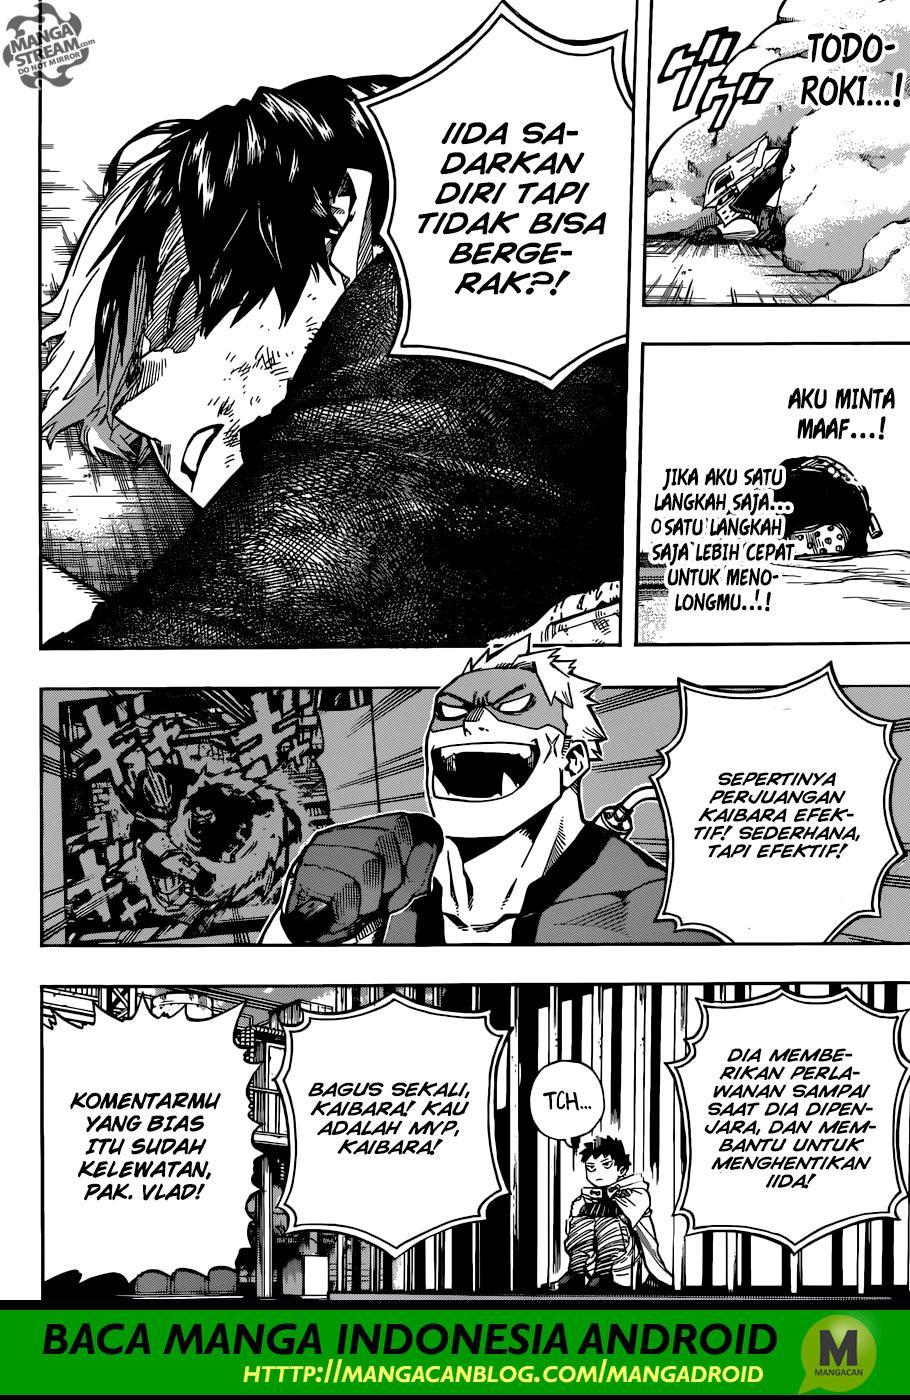 MANGA
STREAM.com
DO NOT MIRROR
TODO-
ROKI...!
ググ
IIDA SA-
DARKAN
DIRI TAPI
TIDAK BISA
BERGE-
RAK?!
AKU MINTA
MAAF...!
JIKA AKU SATU
LANGKAH SAJA...
SATU LANGKAH
SAJA LEBIH CEPAT
UNTUK MENO-
LONGMU..!!
SEPERTINYA
PERJUANGAN
KAIBARA EFEK-
TIF! SEDERHANA,
TAPI EFEKTIF!
DIA MEMBE-
RIKAN PERLA-
WANAN SAMPAI
SAAT DIA DIPEN-
JARA, DAN MEM-
BANTU UNTUK
MENGHENTIKAN
IIDA!
TCH...
BAGUS SEKALI,
KAIBARA! KAU
ADALAH MVP,
KAIBARA!
KOMENTARMU
YANG BIAS
ITU SUDAH
KELEWATAN,
PAK. VLAD!
BACA MANGA INDONESIA ANDROID
HTTTP://MANGACANBLOG.COM/MANGADROID
M
MANGACAN